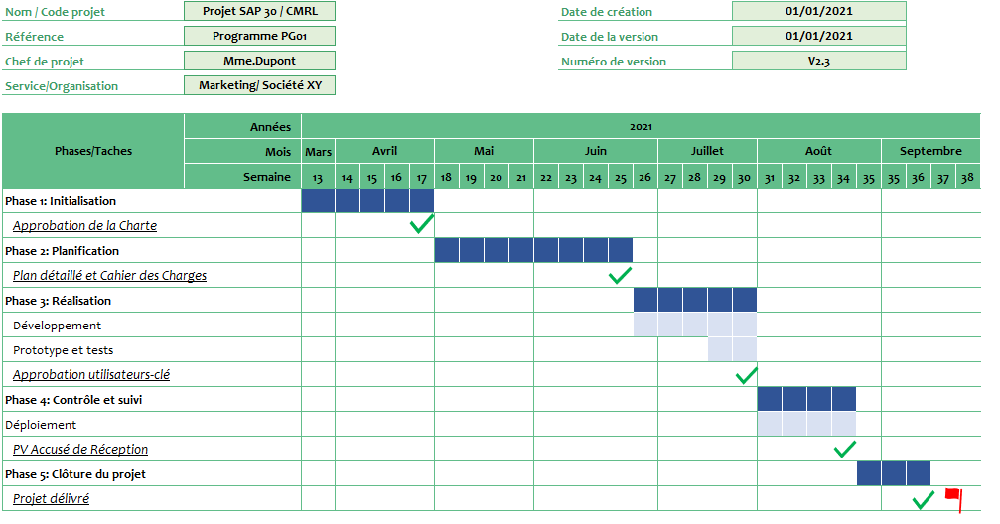 Nom / Code projet Projet SAP 30 / CMRL Date de création 01/01/2021
Référence Programme PG01 Date de la version 01/01/2021
Chef de projet Mme.Dupont Numéro de version V2.3
Service/Organisation Marketing/ Société XY
Phases/Taches Années 2021
Mois Mars Avril Mai Juin Juillet Août Septembre
Semaine 13 14 15 16 17 18 19 20 21 22 23 24 25 26 27 28 29 30 31 32 33 34 35 35 36 37 38
Phase 1: Initialisation
Approbation de la Charte
Phase 2: Planification
Plan détaillé et Cahier des Charges
Phase 3: Réalisation
Développement
Prototype et tests
Approbation utilisateurs-clé
Phase 4: Contrôle et suivi
Déploiement
PV Accusé de Réception
Phase 5: Clôture du projet
Projet délivré